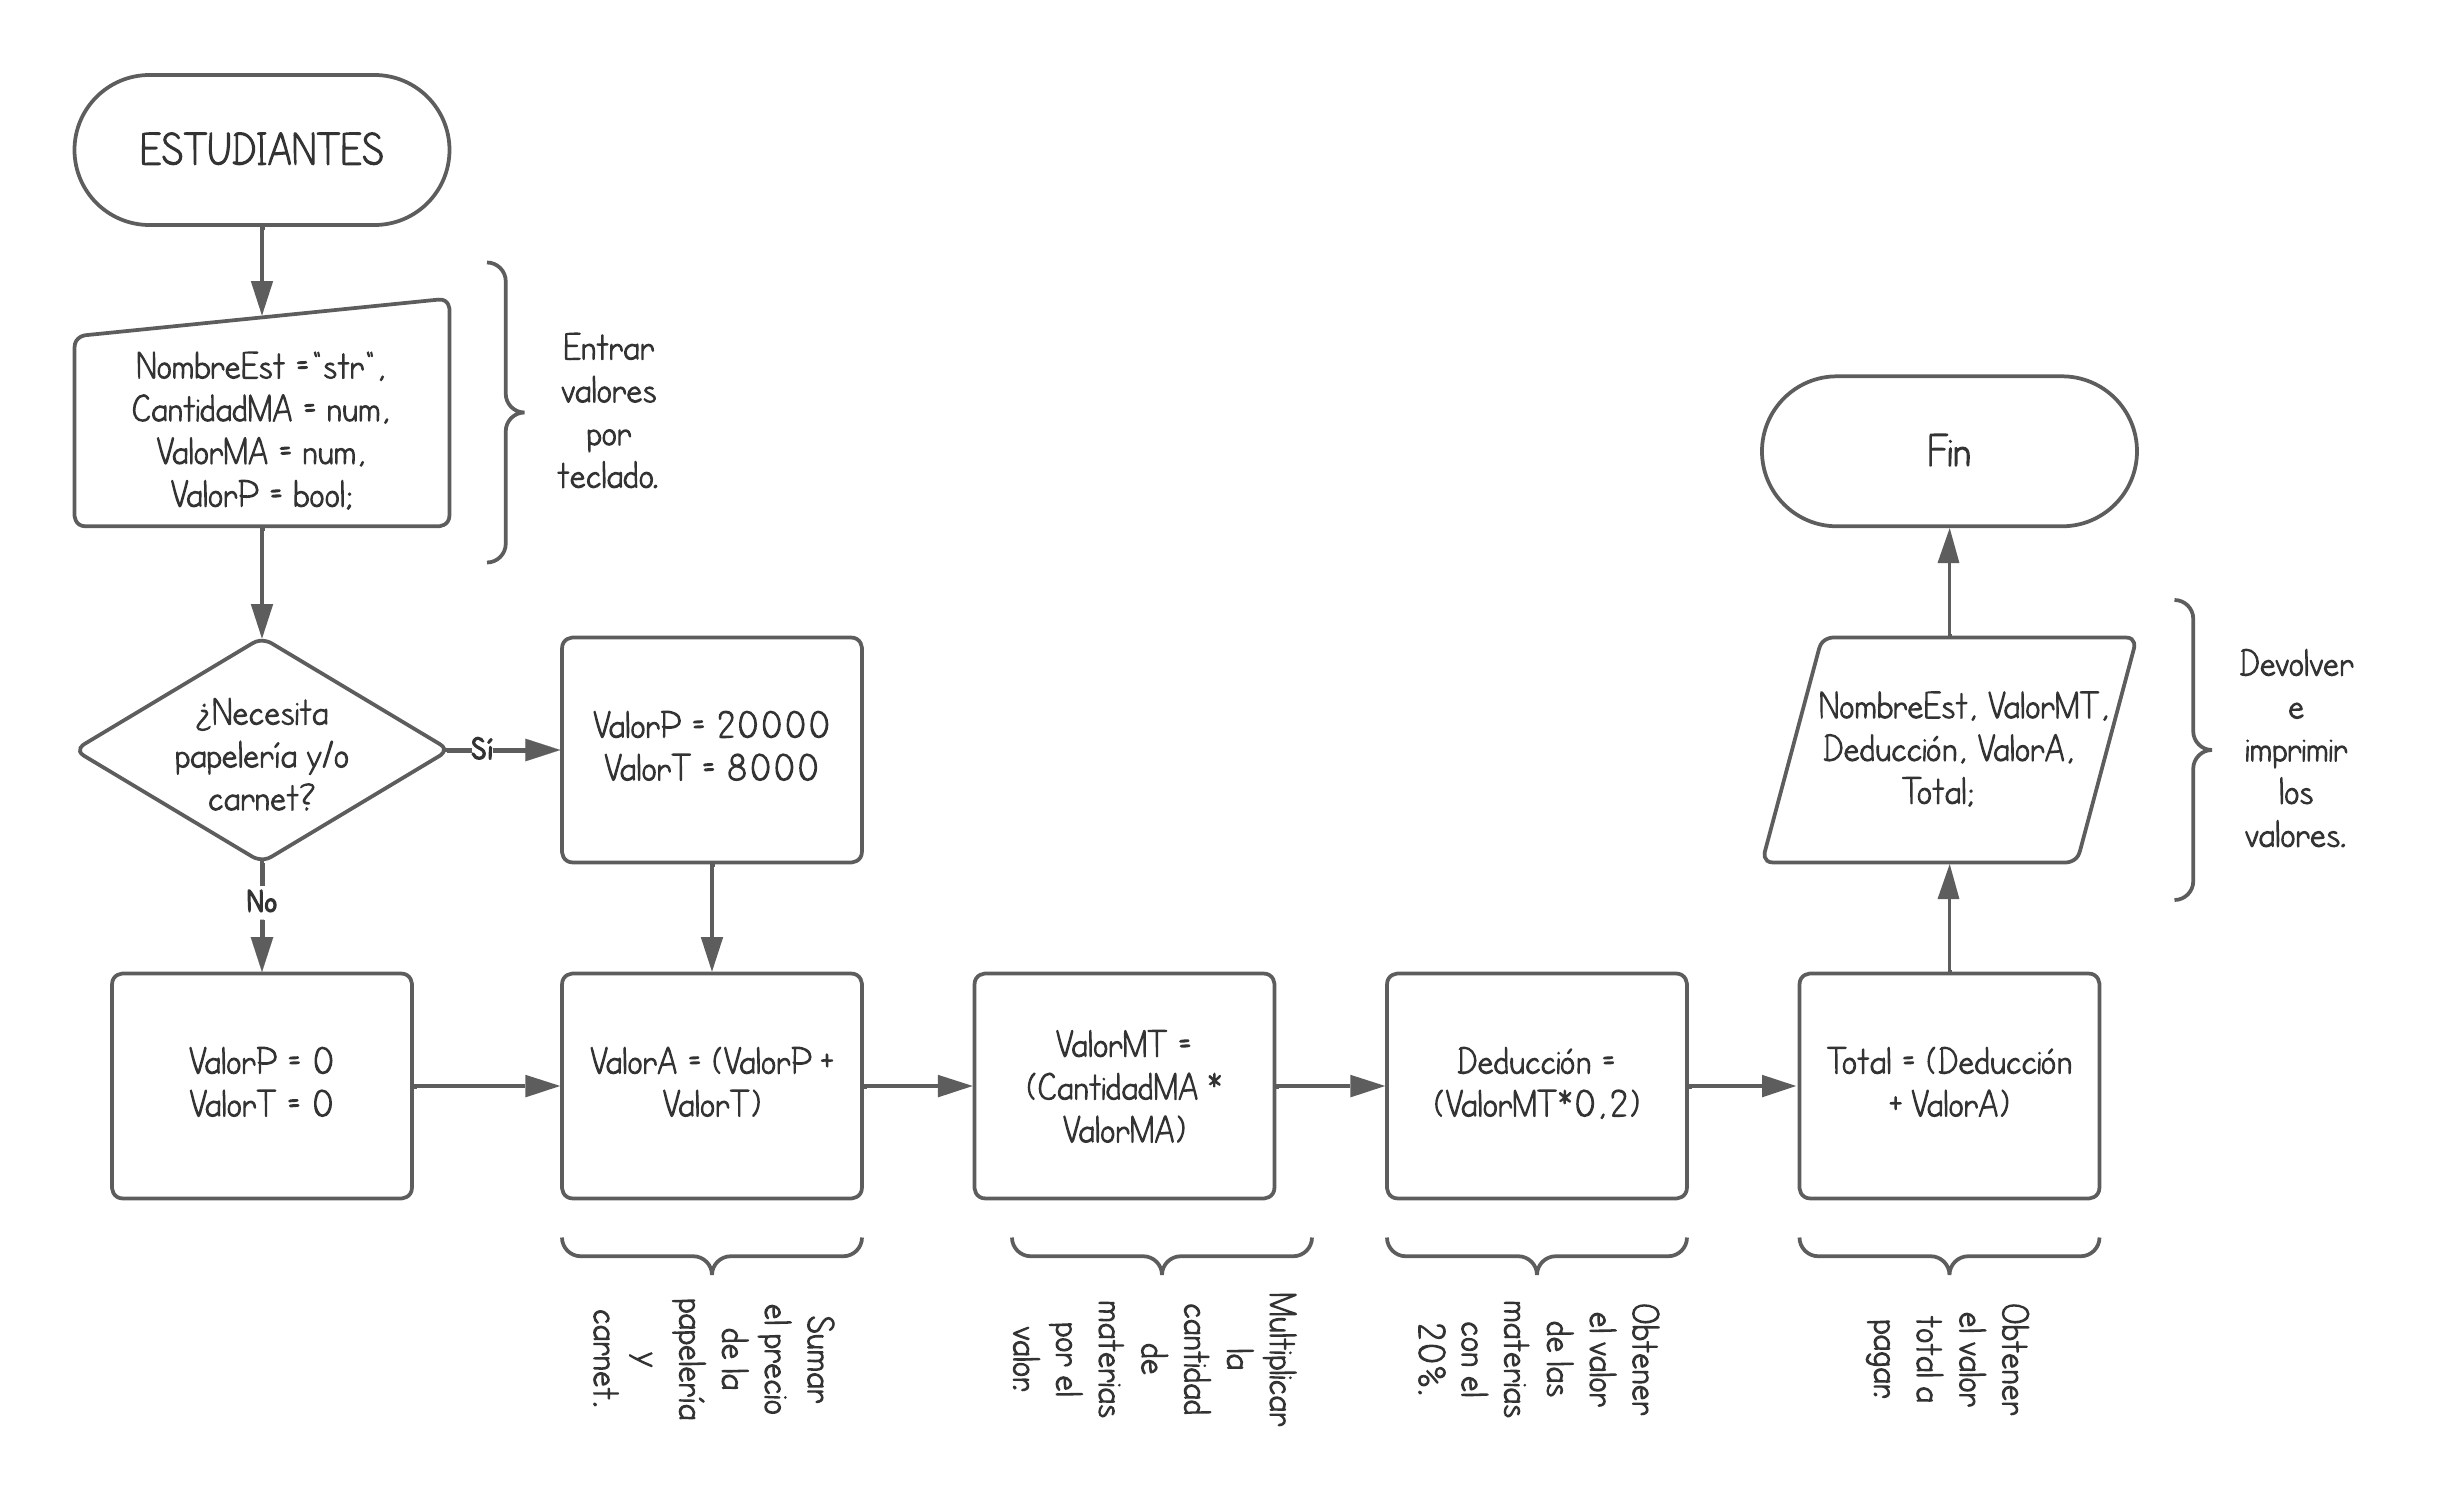 ESTUDIANTES
NombreEst ="str",
CantidadMA = num,
ValorMA = num,
ValorP = bool;
Entrar
valores
por
teclado.
¿Necesita
papelería y/o
carnet?
Sí
ValorP = 20000
ValorT = 8000
No
ValorP = 0
ValorT = 0
ValorA = (ValorP +
ValorT)
Sumar
el precio
de la
papelería
y
carnet.
ValorMT =
(CantidadMA *
ValorMA)
Multiplicar
la
cantidad
de
materias
por el
valor.
Deducción =
(ValorMT*0,2)
Obtener
el valor
de las
materias
con el
20%.
Total = (Deducción
+ ValorA)
Obtener
el valor
total a
pagar.
NombreEst, ValorMT,
Deducción, ValorA,
Total;
Devolver
e
imprimir
los
valores.
Fin